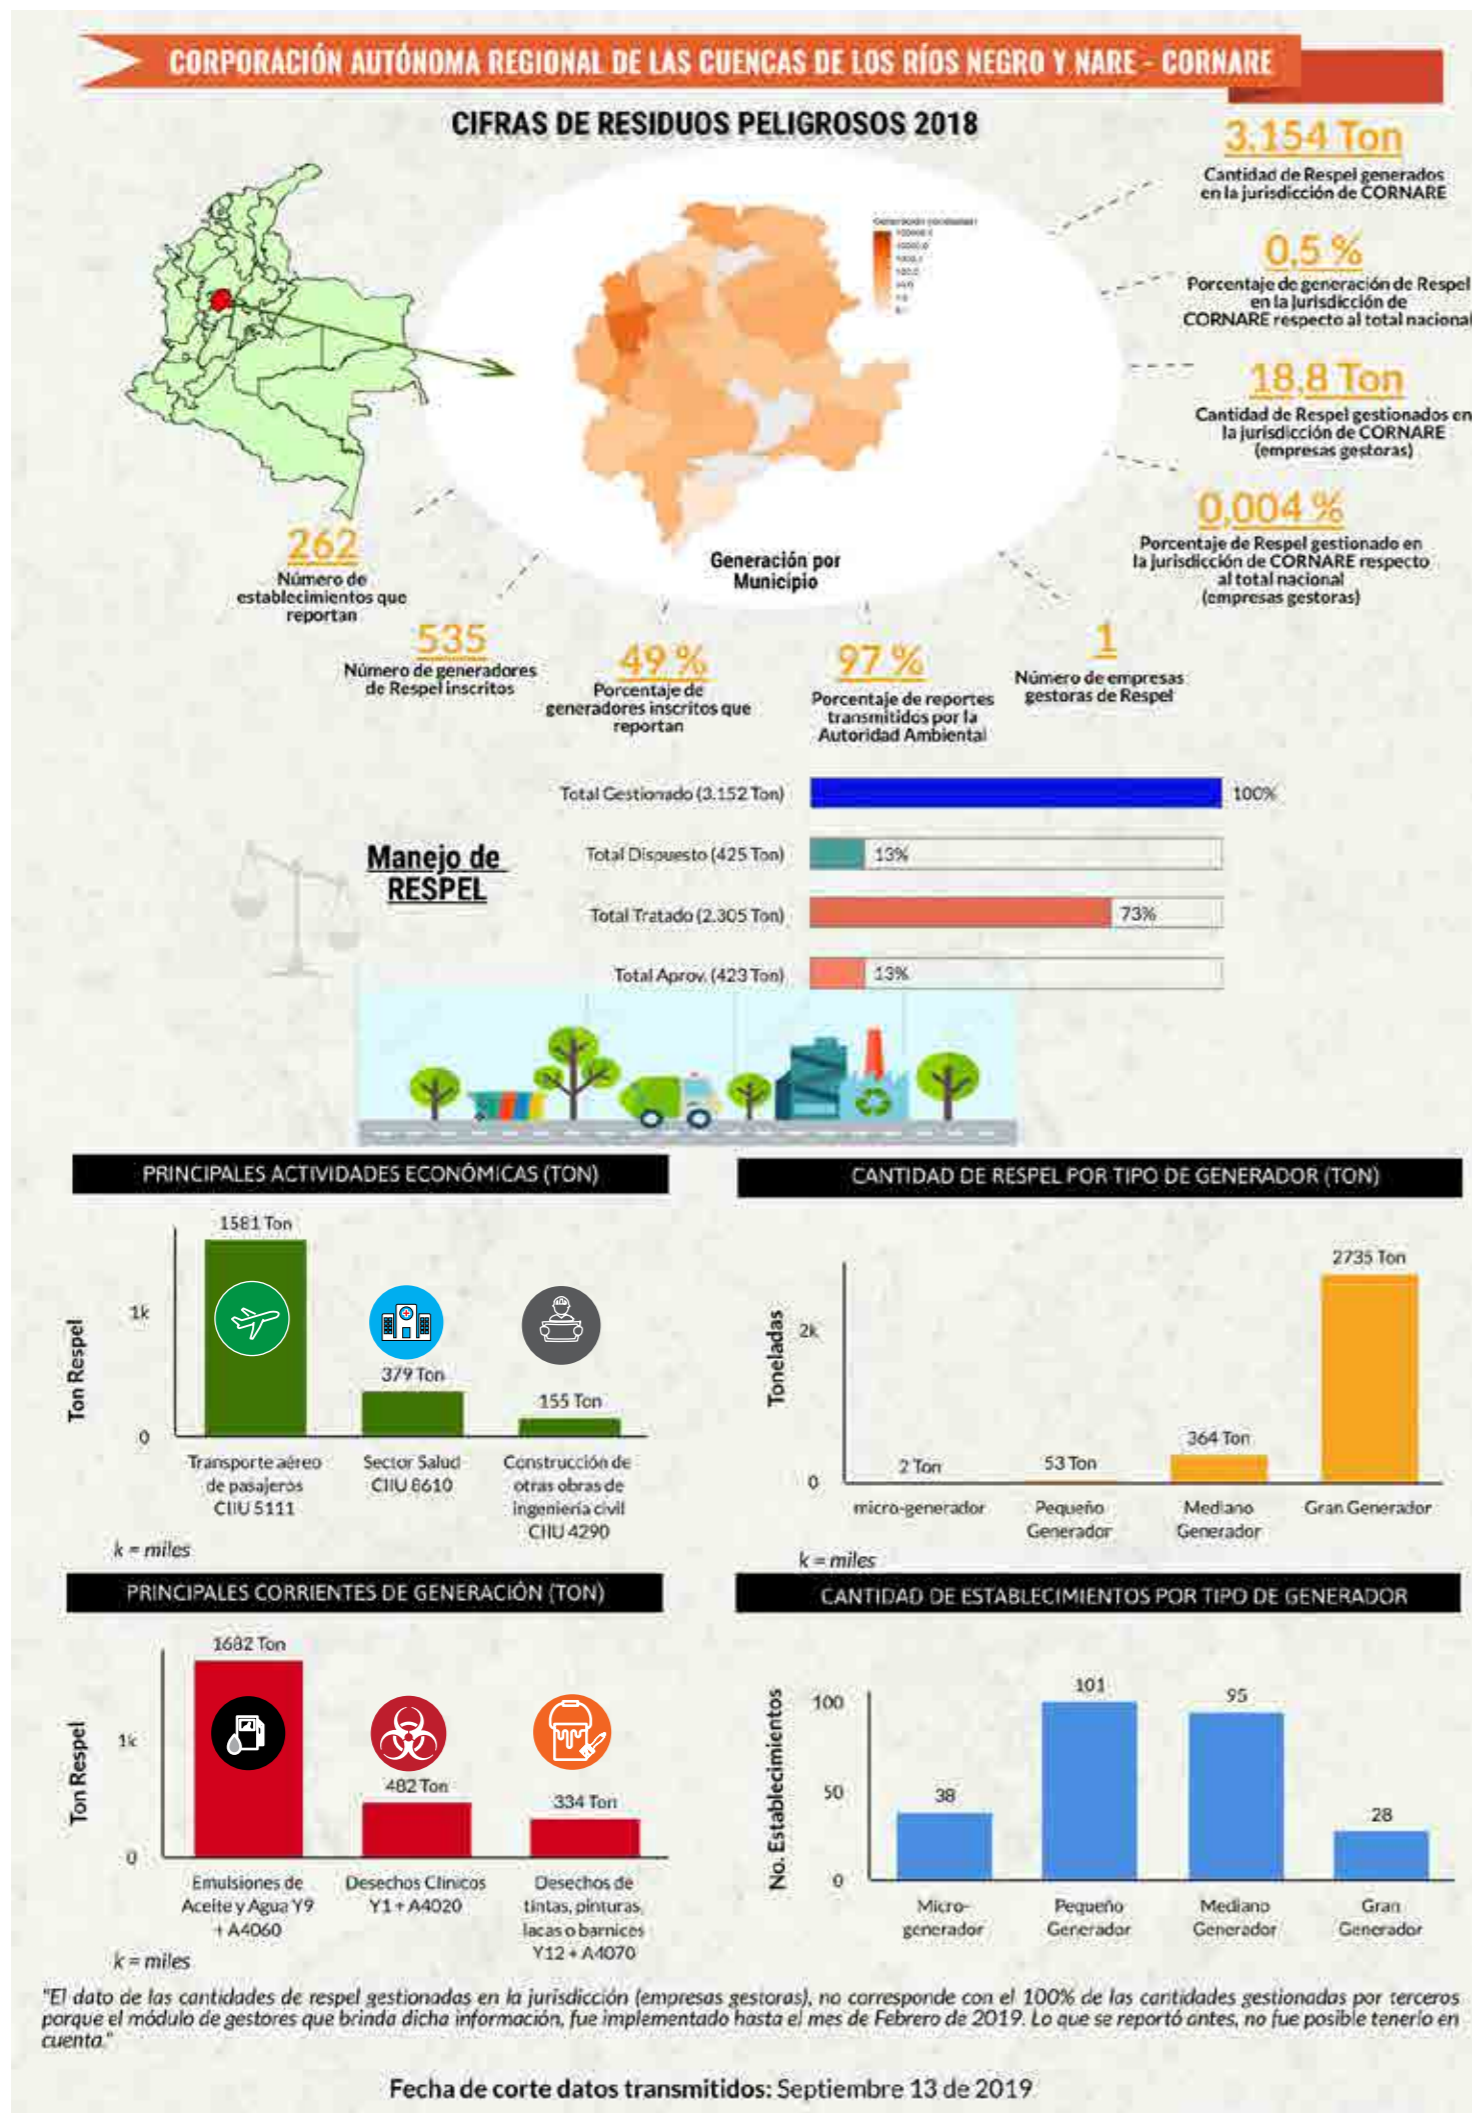 CORPORACIÓN AUTÓNOMA REGIONAL DE LAS CUENCAS DE LOS RÍOS NEGRO Y NARE - CORNARE
CIFRAS DE RESIDUOS PELIGROSOS 2018
3.154 Ton
Cantidad de Respel generados
en la jurisdicción de CORNARE
0,5 %
Porcentaje de generación de Respel
en la Jurisdicción de
CORNARE respecto al total nacional
18,8 Ton
Cantidad de Respel gestionados en
la jurisdicción de CORNARE
(empresas gestoras)
0,004 %
Porcentaje de Respel gestionado en
la jurisdicción de CORNARE respecto
al total nacional
(empresas gestoras)
Generación por
Municipio
262
Número de
establecimientos que
reportan
535
Número de generadores
de Respel inscritos
49 %
Porcentaje de
generadores inscritos que
reportan
97 %
Porcentaje de reportes
transmitidos por la
Autoridad Ambiental
1
Número de empresas
gestoras de Respel
Manejo de
RESPEL
Total Gestionado (3.152 Ton)
100%
Total Dispuesto (425 Ton)
13%
Total Tratado (2.305 Ton)
73%
Total Aprov. (423 Ton)
13%
PRINCIPALES ACTIVIDADES ECONÓMICAS (TON)
Ton Respel
1k
0
1581 Ton
379 Ton
155 Ton
Transporte aéreo
de pasajeros
CIIU 5111
Sector Salud
CIIU 8610
Construcción de
otras obras de
ingeniería civil
CIIU 4290
k = miles
CANTIDAD DE RESPEL POR TIPO DE GENERADOR (TON)
Toneladas
2k
0
2 Ton
53 Ton
364 Ton
2735 Ton
micro-generador
Pequeño
Generador
Mediano
Generador
Gran Generador
k = miles
PRINCIPALES CORRIENTES DE GENERACIÓN (TON)
Ton Respel
1k
0
1682 Ton
482 Ton
334 Ton
Emulsiones de
Aceite y Agua Y9
+ A4060
Desechos Clínicos
Y1 + A4020
Desechos de
tintas, pinturas,
lacas o barnices
Y12 + A4070
k = miles
CANTIDAD DE ESTABLECIMIENTOS POR TIPO DE GENERADOR
No. Establecimientos
100
50
0
38
101
95
28
Micro-
generador
Pequeño
Generador
Mediano
Generador
Gran
Generador
"El dato de las cantidades de respel gestionadas en la jurisdicción (empresas gestoras), no corresponde con el 100% de las cantidades gestionadas por terceros
porque el módulo de gestores que brinda dicha información, fue implementado hasta el mes de Febrero de 2019. Lo que se reportó antes, no fue posible tenerlo en
cuenta."
Fecha de corte datos transmitidos: Septiembre 13 de 2019